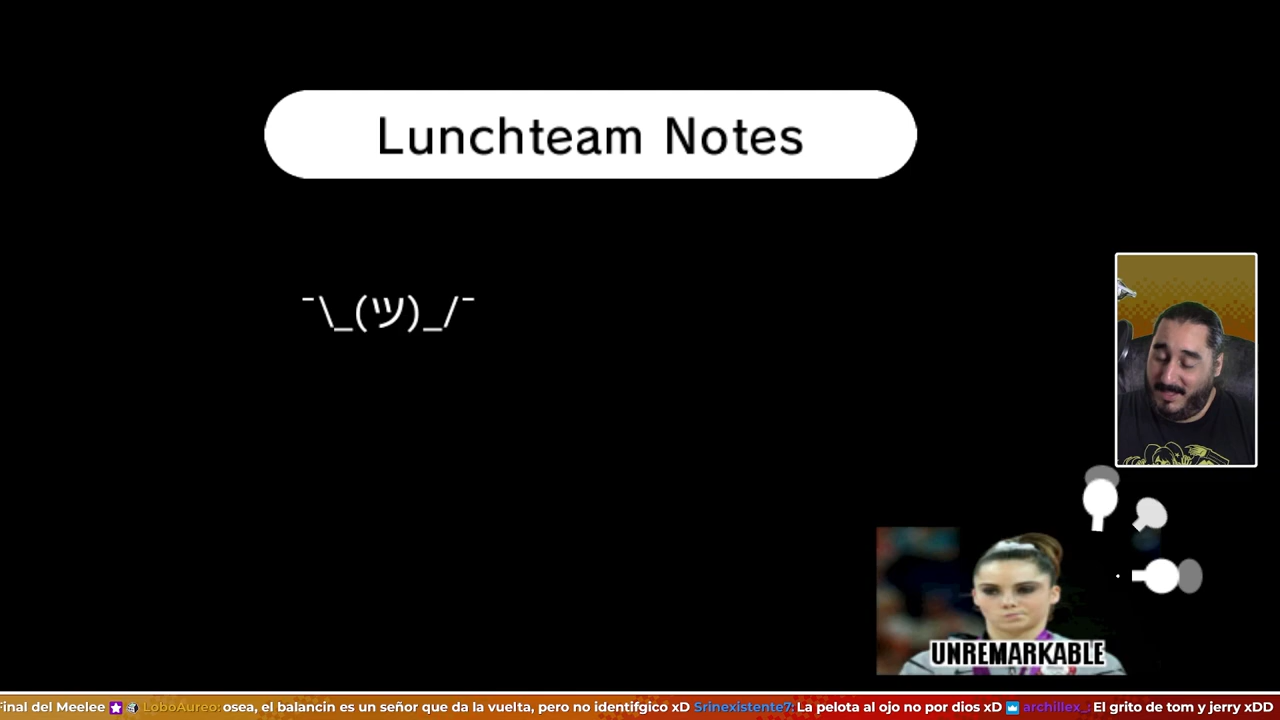 Lunchteam Notes
¯\_(ツ)_/¯
UNREMARKABLE
Final del Meelee LoboAureo: osea, el balancin es un señor que da la vuelta, pero no identifgico xD Srinexistente7: La pelota al ojo no por dios xD archillex_: El grito de tom y jerry xDD